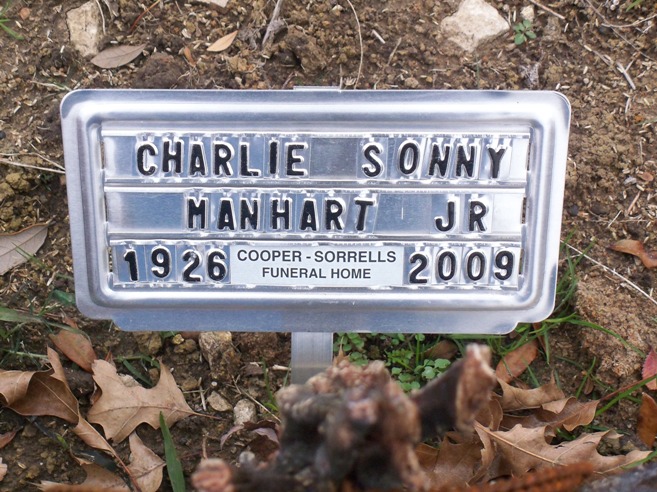 CHARLIE SONNY
MANHART JR
1926 COOPER - SORRELLS 2009
FUNERAL HOME